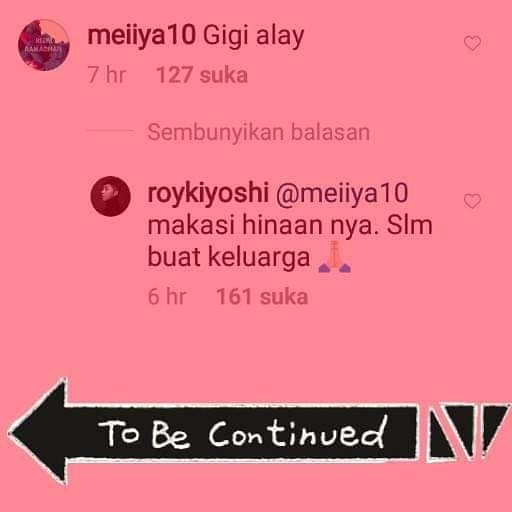 meiiya10 Gigi alay
7 hr 127 suka
Sembunyikan balasan
roykiyoshi @meiiya10
makasi hinaan nya. Slm
buat keluarga 🙏
6 hr 161 suka
To Be Continued